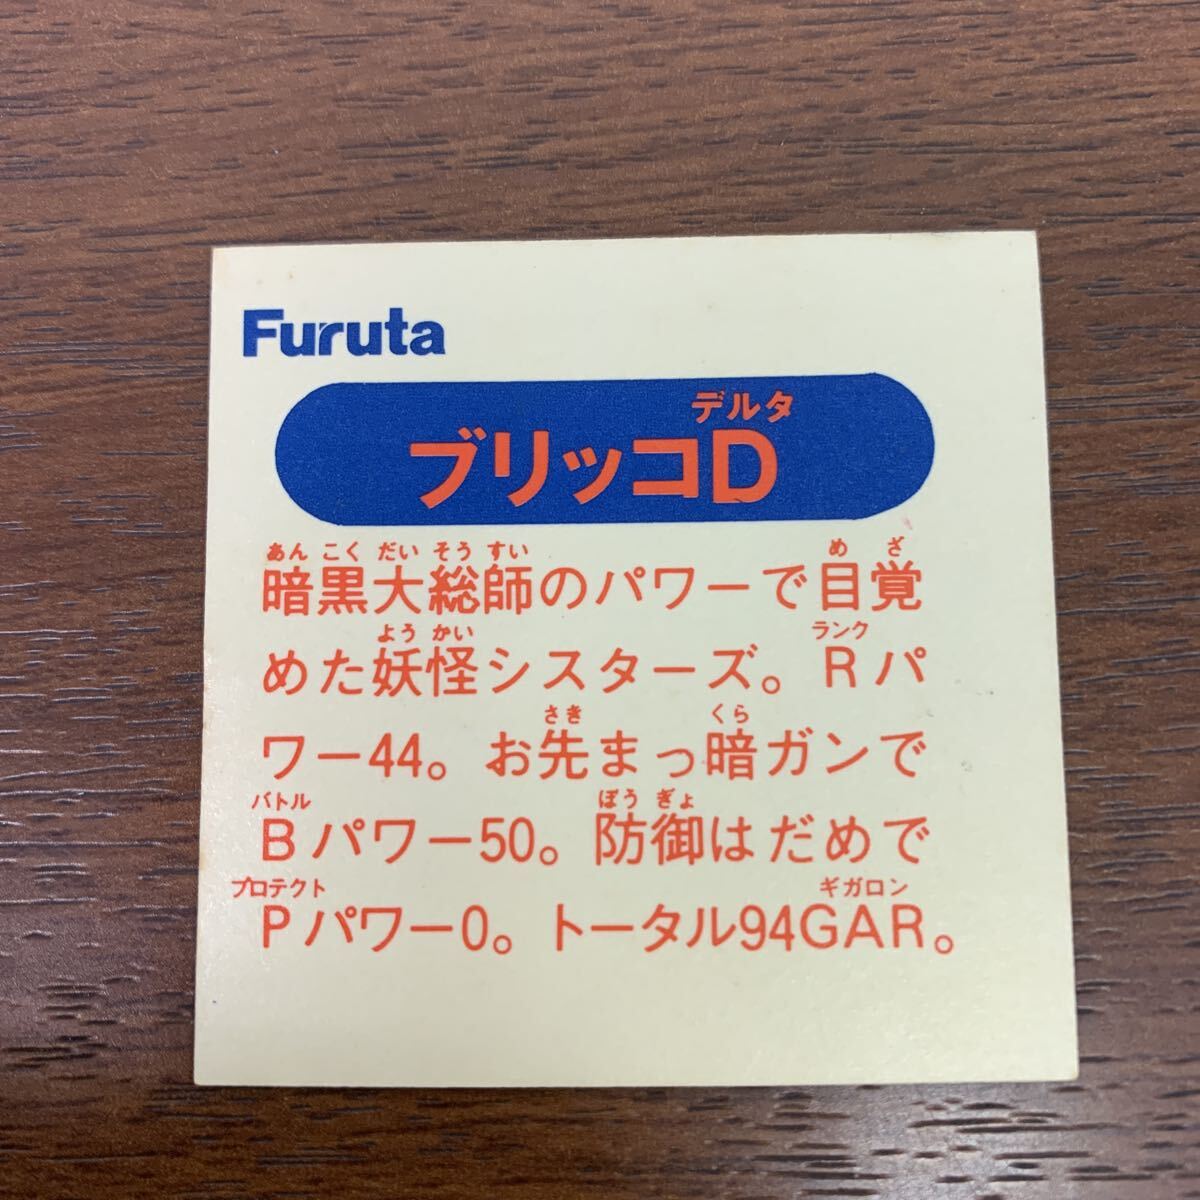 Furuta
デルタ
ブリッコD
あん こく だい そう すい め ざ
暗黒大総師のパワーで目覚
よう かい ランク
めた妖怪シスターズ。Rパ
さき くら
ワー44。お先まっ暗ガンで
バトル ぼう ぎょ
Bパワー50。防御はだめで
プロテクト ギガロン
Pパワー0。トータル94GAR。